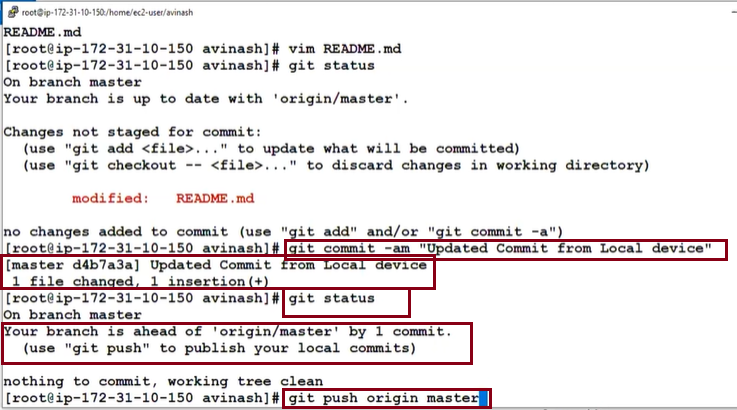 root@ip-172-31-10-150:/home/ec2-user/avinash
README.md
[root@ip-172-31-10-150 avinash]# vim README.md
[root@ip-172-31-10-150 avinash]# git status
On branch master
Your branch is up to date with 'origin/master'.
Changes not staged for commit:
(use "git add <file>..." to update what will be committed)
(use "git checkout -- <file>..." to discard changes in working directory)
modified: README.md
no changes added to commit (use "git add" and/or "git commit -a")
[root@ip-172-31-10-150 avinash]# git commit -am "Updated Commit from Local device"
[master d4b7a3a] Updated Commit from Local device
1 file changed, 1 insertion(+)
[root@ip-172-31-10-150 avinash]# git status
On branch master
Your branch is ahead of 'origin/master' by 1 commit.
(use "git push" to publish your local commits)
nothing to commit, working tree clean
[root@ip-172-31-10-150 avinash]# git push origin master